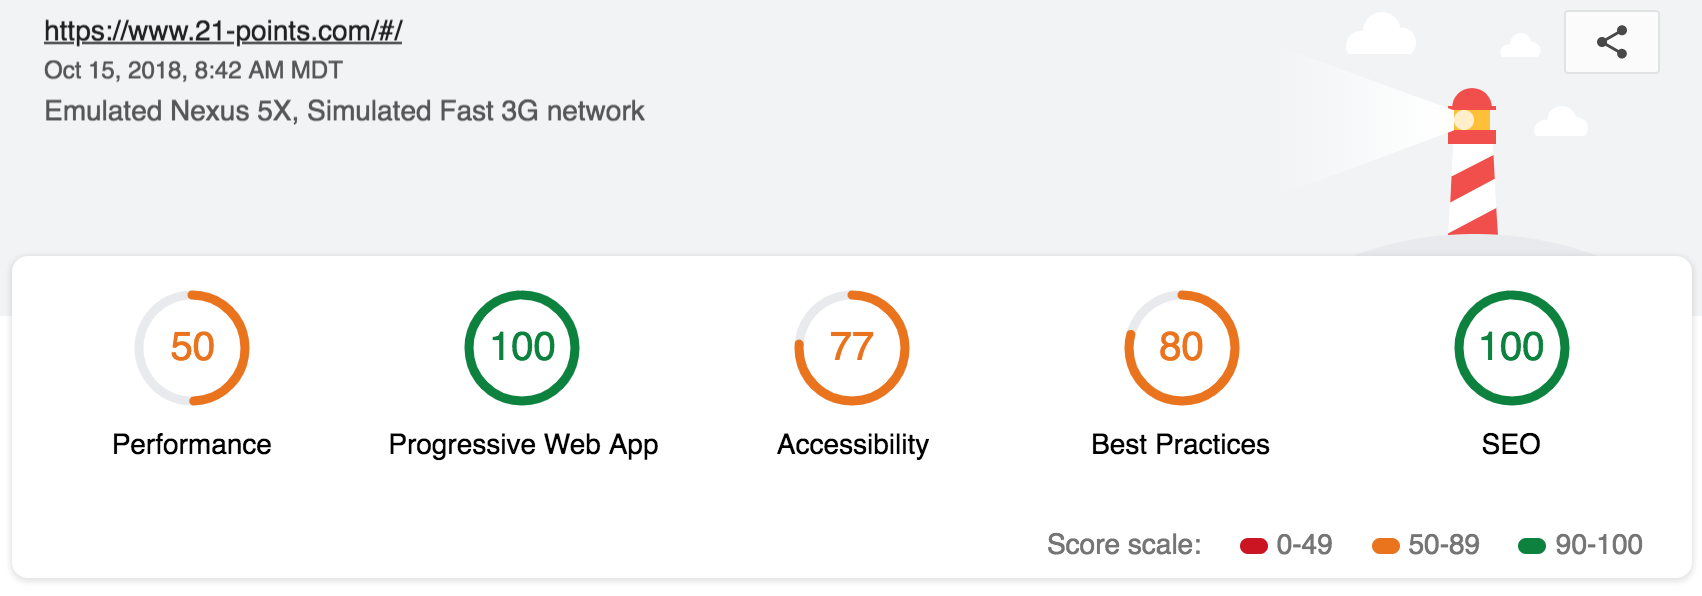 https://www.21-points.com/#/
Oct 15, 2018, 8:42 AM MDT
Emulated Nexus 5X, Simulated Fast 3G network
50 100 77 80 100
Performance Progressive Web App Accessibility Best Practices SEO
Score scale: 0-49 50-89 90-100